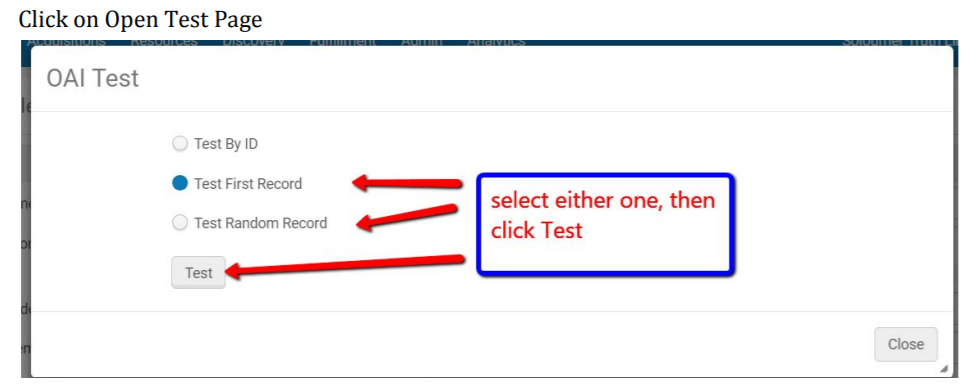 Click on Open Test Page
Acquisitions Resources Discovery Fulfillment Admin Analytics
OAI Test
Test By ID
Test First Record
Test Random Record
select either one, then
click Test
Test
Close